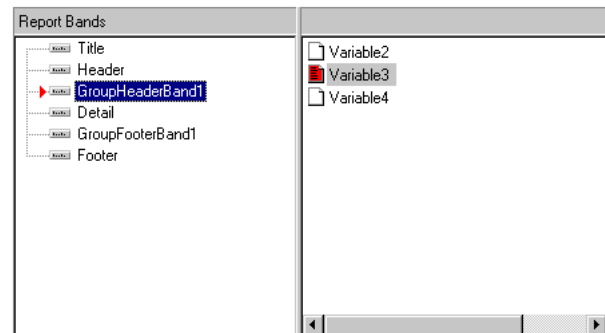 Report Bands
Title
Header
GroupHeaderBand1
Detail
GroupFooterBand1
Footer
Variable2
Variable3
Variable4